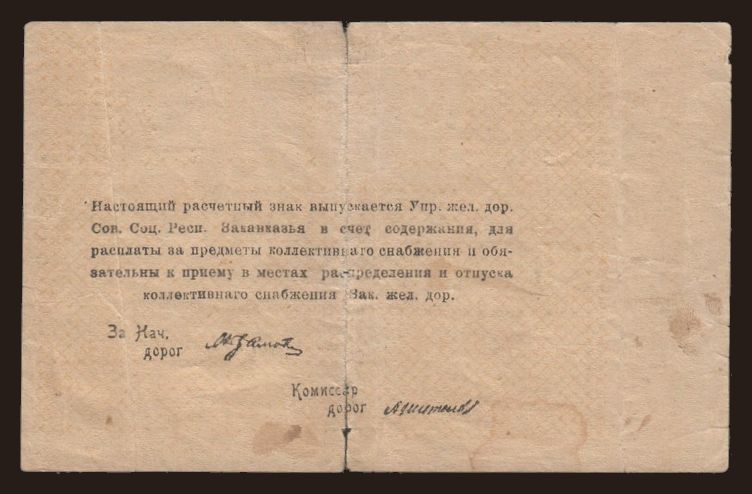 Настоящий расчетный знак выпускается Упр. жел. дор.
Сов. Соц. Респ. Закавказья в счет содержания, для
расплаты за предметы коллективнаго снабжения и обя-
зательны к приему в местах распределения и отпуска
коллективнаго снабжения Зак. жел. дор.
За Нач.
дорог
Комиссар
дорог